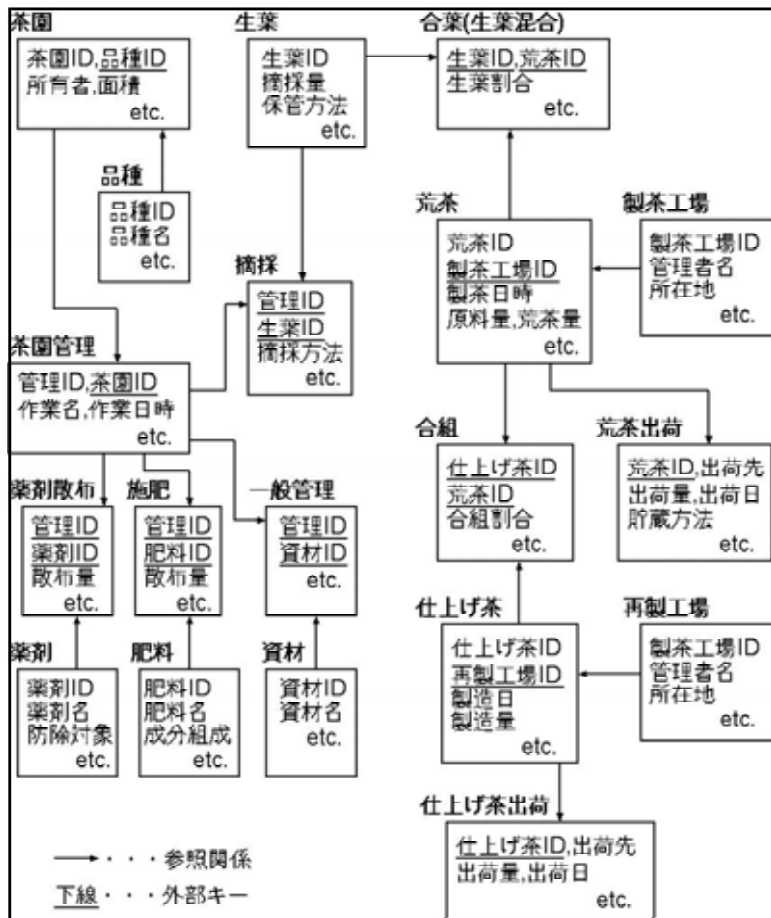 茶園
茶園ID,品種ID
所有者,面積
etc.
生葉
生葉ID
摘採量
保管方法
etc.
合葉(生葉混合)
生葉ID,荒茶ID
生葉割合
etc.
品種
品種ID
品種名
etc.
摘採
管理ID
生葉ID
摘採方法
etc.
荒茶
荒茶ID
製茶工場ID
製茶日時
原料量,荒茶量
etc.
製茶工場
製茶工場ID
管理者名
所在地
etc.
茶園管理
管理ID,茶園ID
作業名,作業日時
etc.
合組
仕上げ茶ID
荒茶ID
合組割合
etc.
荒茶出荷
荒茶ID,出荷先
出荷量,出荷日
貯蔵方法
etc.
薬剤散布
管理ID
薬剤ID
散布量
etc.
施肥
管理ID
肥料ID
散布量
etc.
一般管理
管理ID
資材ID
etc.
薬剤
薬剤ID
薬剤名
防除対象
etc.
肥料
肥料ID
肥料名
成分組成
etc.
資材
資材ID
資材名
etc.
仕上げ茶
仕上げ茶ID
再製工場ID
製造日
製造量
etc.
再製工場
製茶工場ID
管理者名
所在地
etc.
仕上げ茶出荷
仕上げ茶ID,出荷先
出荷量,出荷日
etc.
・・・参照関係
下線・・・外部キー